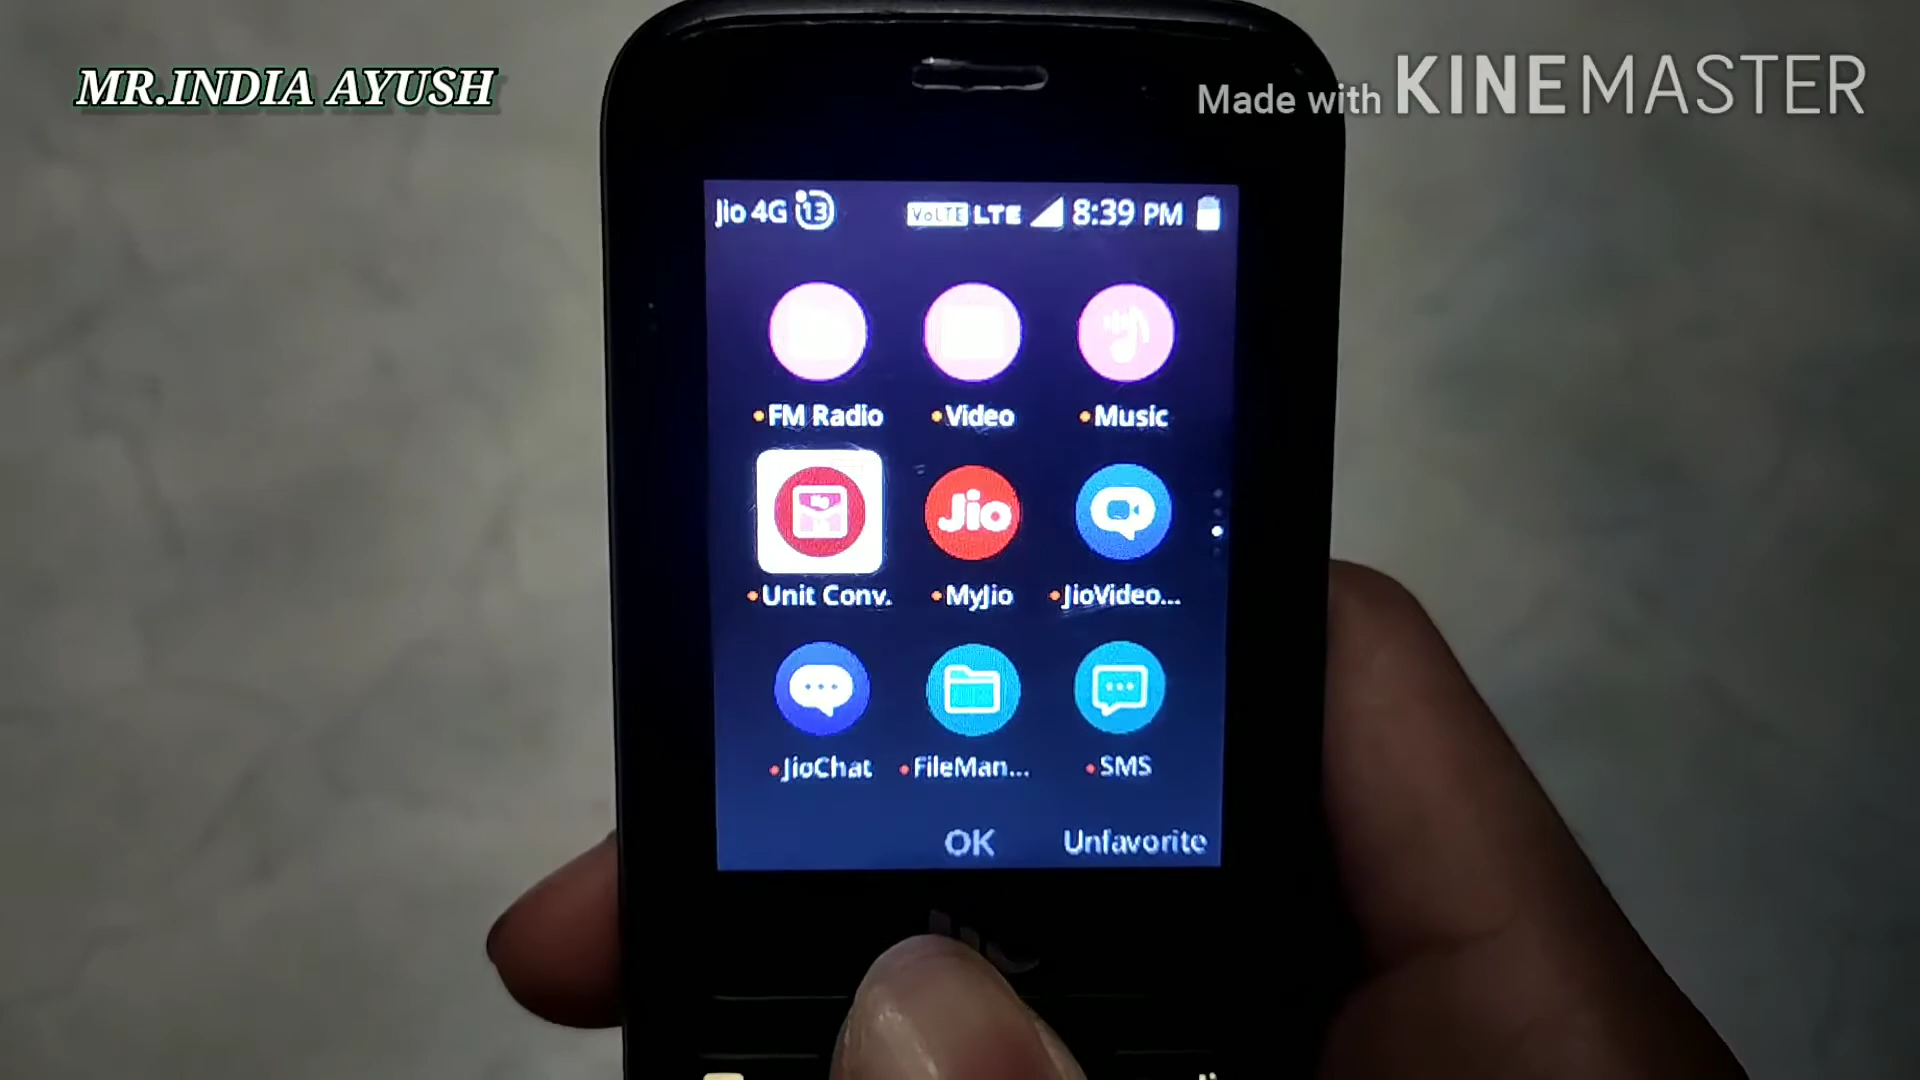 MR.INDIA AYUSH
Made with KINEMASTER
Jio 4G 13 VoLTE LTE 8:39 PM
FM Radio Video Music
Jio
Unit Conv. MyJio JioVideo...
JioChat FileMan... SMS
OK Unfavorite